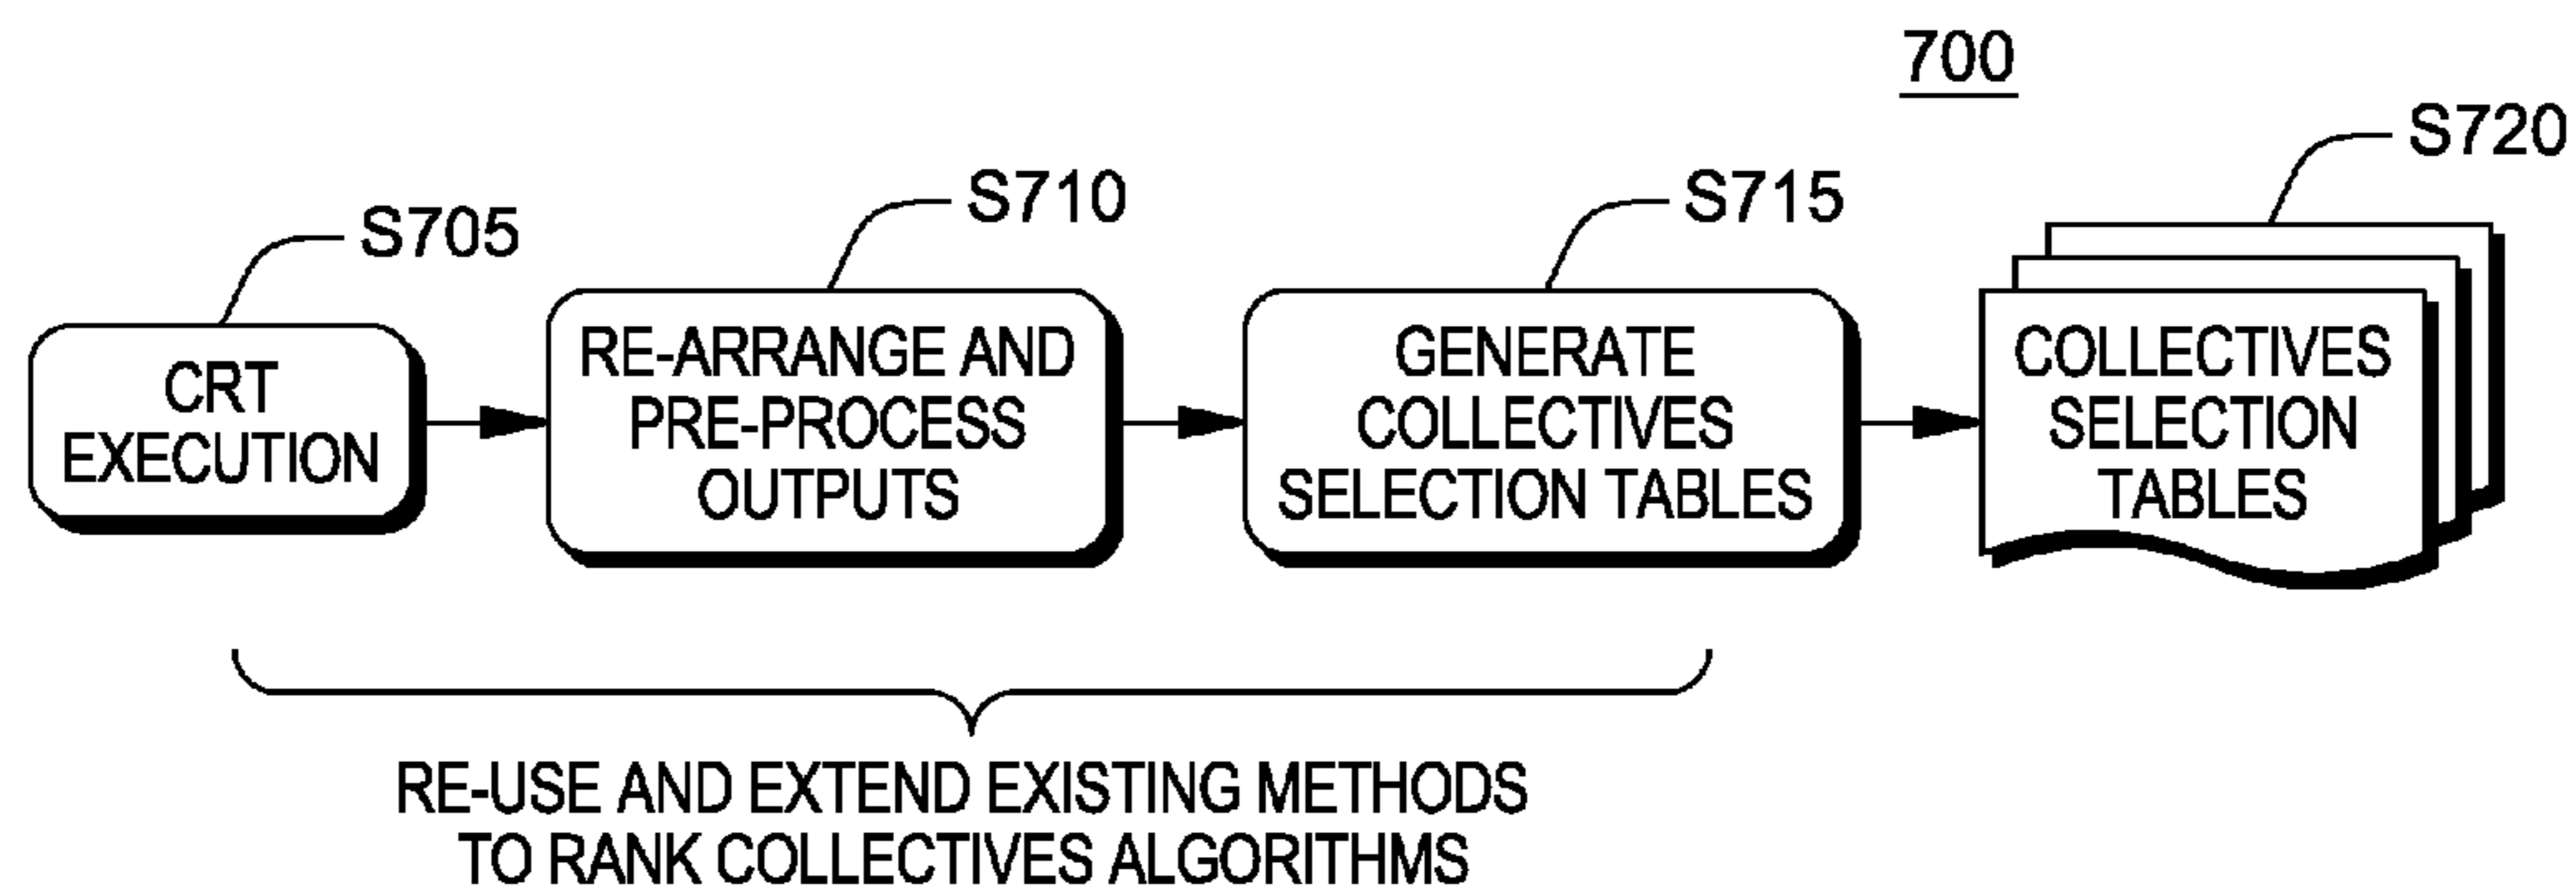 700
S705
S710
S715
S720
CRT
EXECUTION
RE-ARRANGE AND
PRE-PROCESS
OUTPUTS
GENERATE
COLLECTIVES
SELECTION TABLES
COLLECTIVES
SELECTION
TABLES
RE-USE AND EXTEND EXISTING METHODS
TO RANK COLLECTIVES ALGORITHMS